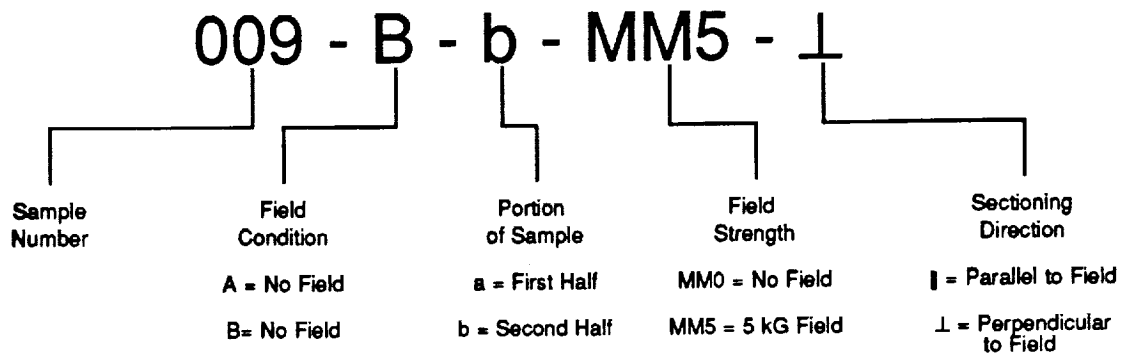 009 - B - b - MM5 - ⊥
Sample
Number
Field
Condition
A = No Field
B= No Field
Portion
of Sample
a = First Half
b = Second Half
Field
Strength
MM0 = No Field
MM5 = 5 kG Field
Sectioning
Direction
∥ = Parallel to Field
⊥ = Perpendicular
to Field